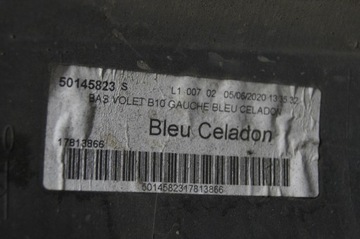 50145823 S L1 007 02 05/06/2020 13:35:32
BAS VOLET B10 GAUCHE BLEU CELADON
Bleu Celadon
17813866
5014582317813866